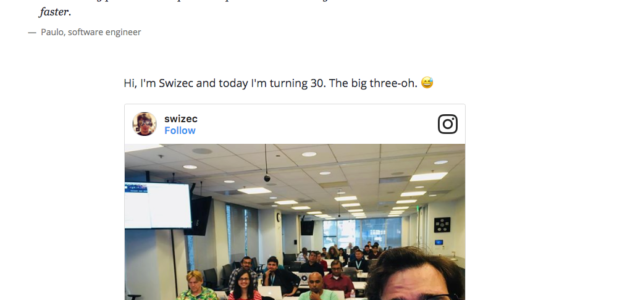 faster.
— Paulo, software engineer
Hi, I'm Swizec and today I'm turning 30. The big three-oh. 😅
swizec
Follow